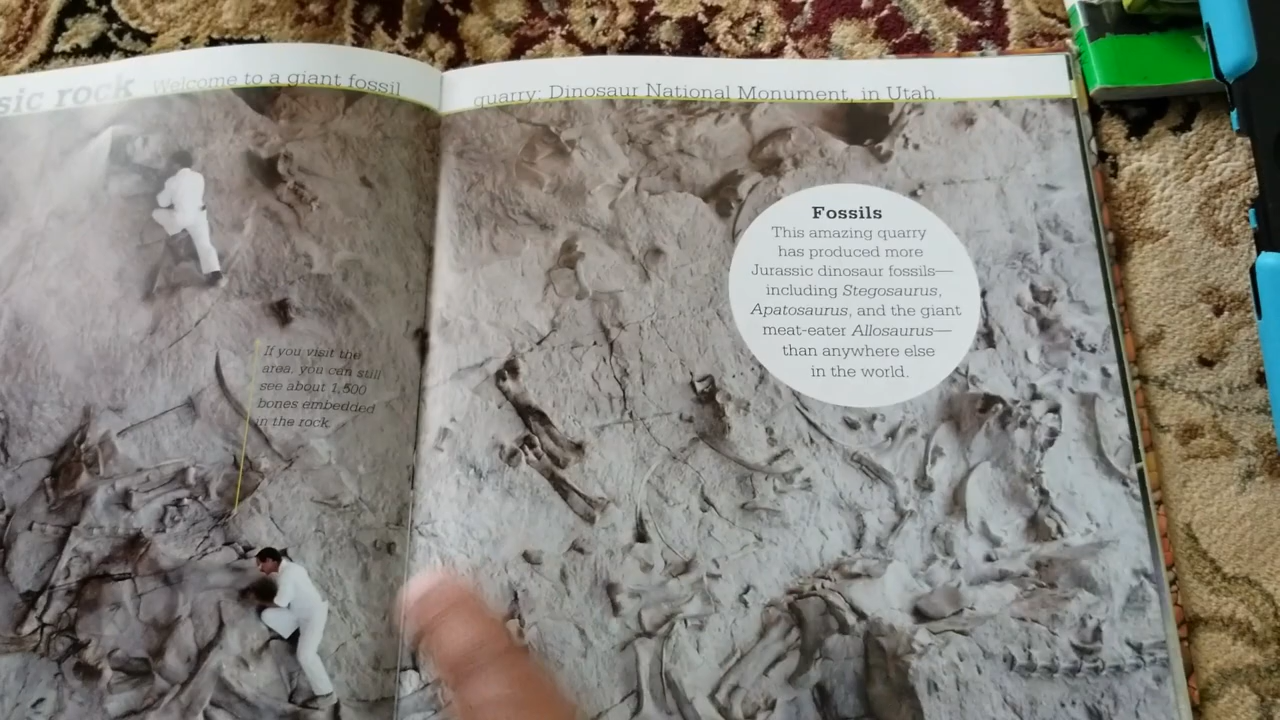 sic rock Welcome to a giant fossil
quarry: Dinosaur National Monument, in Utah.
If you visit the
area, you can still
see about 1,500
bones embedded
in the rock.
Fossils
This amazing quarry
has produced more
Jurassic dinosaur fossils—
including Stegosaurus,
Apatosaurus, and the giant
meat-eater Allosaurus—
than anywhere else
in the world.